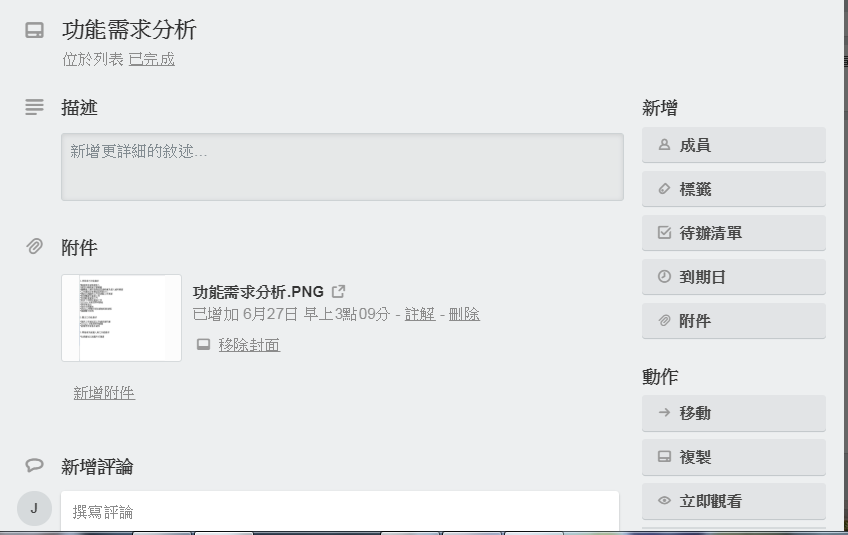 功能需求分析
位於列表 已完成
描述
新增更詳細的敘述...
附件
功能需求分析.PNG
已增加 6月27日 早上3點09分 - 註解 - 刪除
移除封面
新增附件
新增評論
J
撰寫評論
新增
成員
標籤
待辦清單
到期日
附件
動作
移動
複製
立即觀看